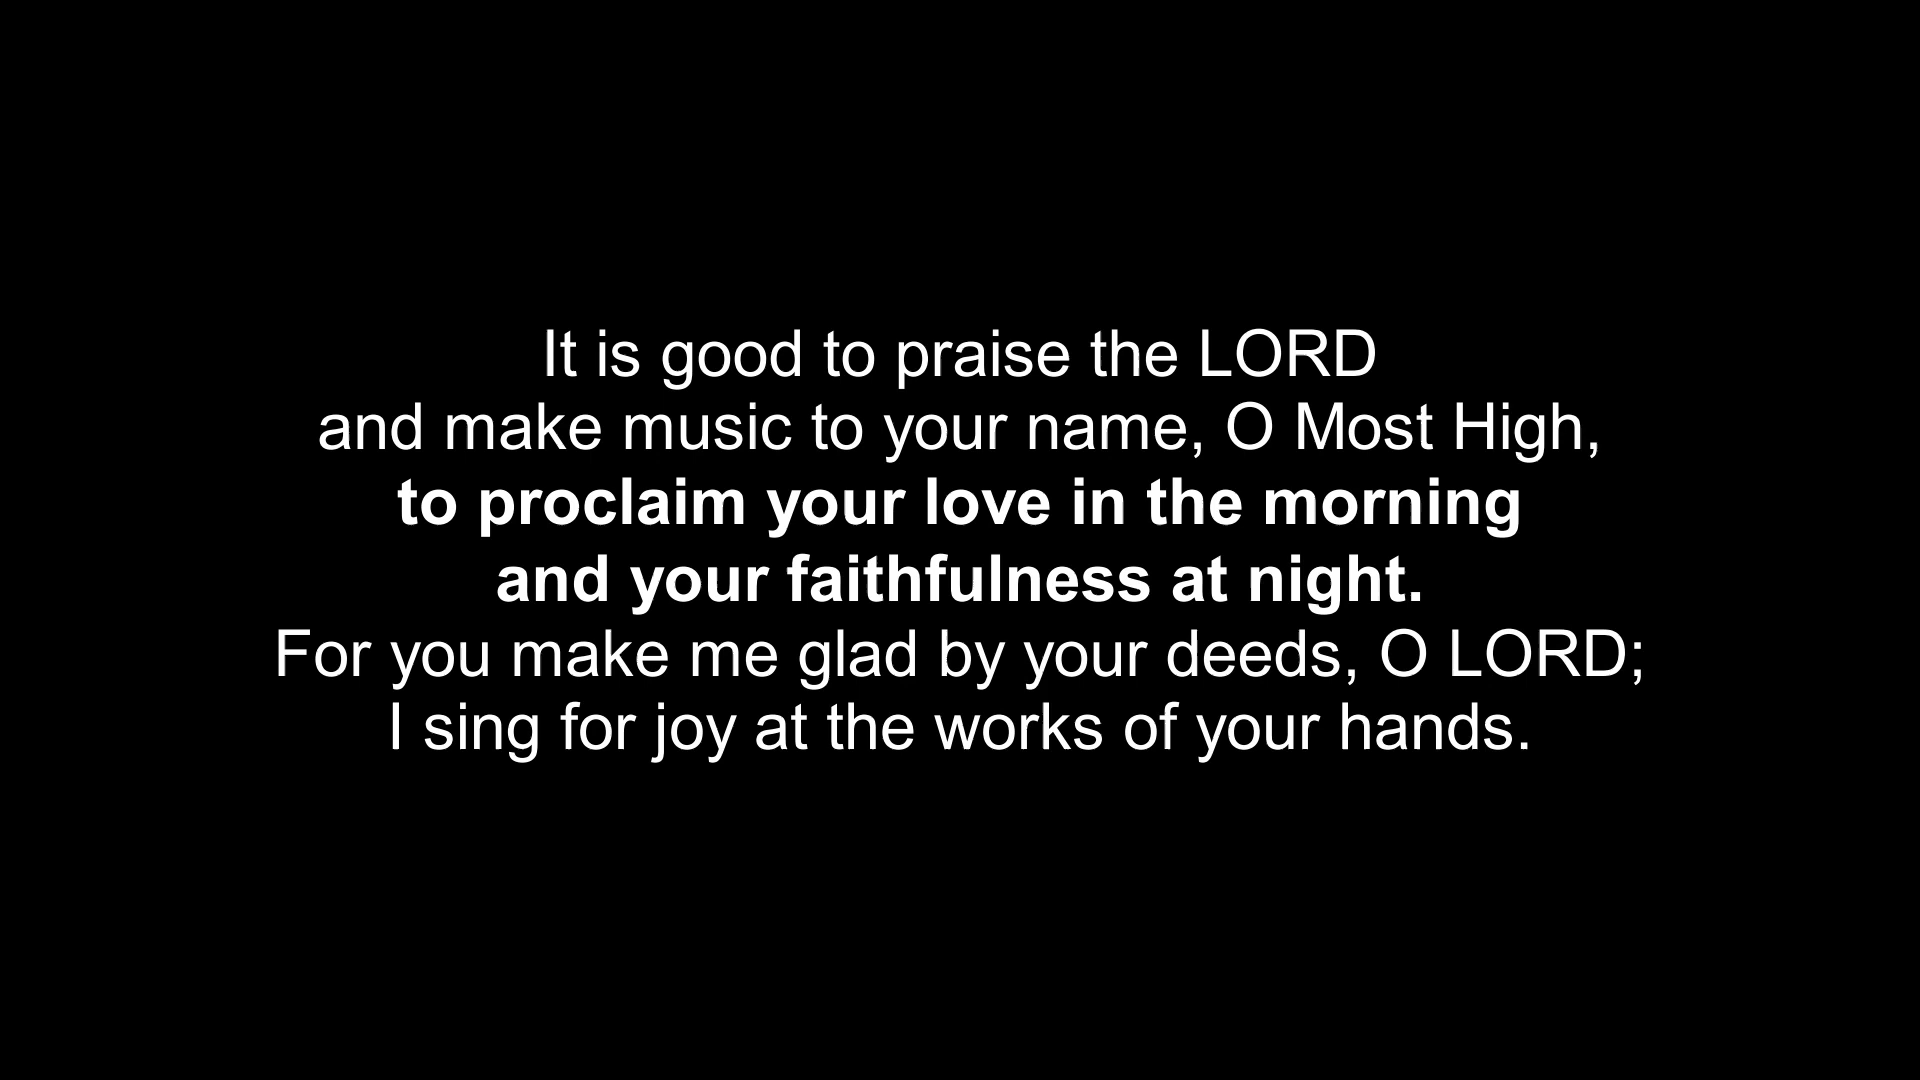 It is good to praise the LORD
and make music to your name, O Most High,
to proclaim your love in the morning
and your faithfulness at night.
For you make me glad by your deeds, O LORD;
I sing for joy at the works of your hands.